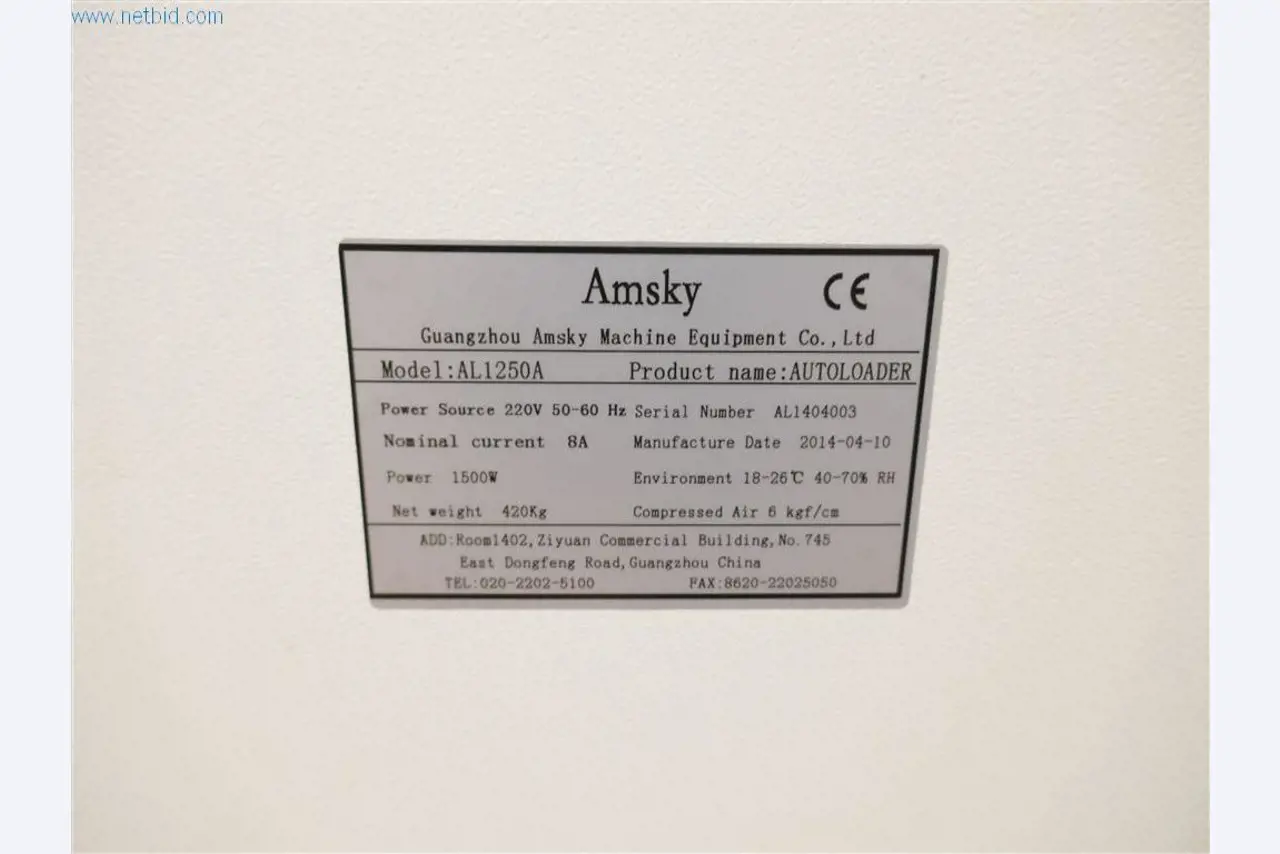 www.netbid.com
Amsky CE
Guangzhou Amsky Machine Equipment Co.,Ltd
Model:AL1250A Product name:AUTOLOADER
Power Source 220V 50-60 Hz Serial Number AL1404003
Nominal current 8A Manufacture Date 2014-04-10
Power 1500W Environment 18-26℃ 40-70% RH
Net weight 420Kg Compressed Air 6 kgf/cm
ADD:Room1402,Ziyuan Commercial Building,No.745
East Dongfeng Road,Guangzhou China
TEL:020-2202-5100 FAX:8620-22025050